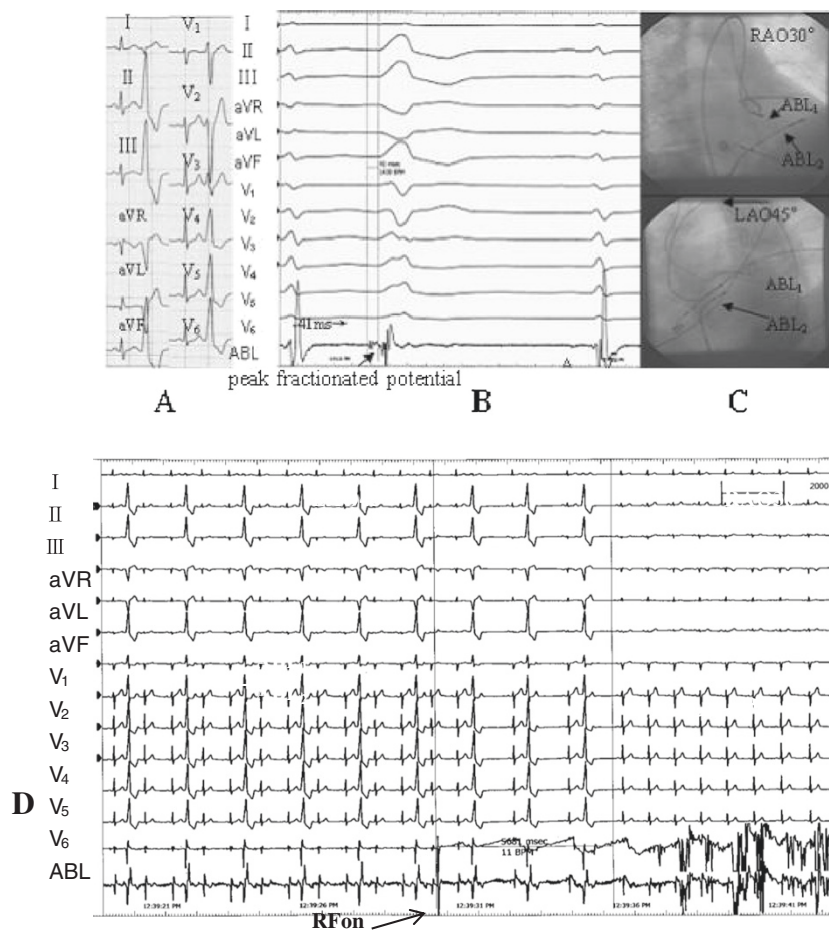 I
II
III
aVR
aVL
aVF
V1
V2
V3
V4
V5
V6
I
II
III
aVR
aVL
aVF
V1
V2
V3
V4
V5
V6
ABL
-41ms→
peak fractionated potential
RAO30°
ABL1
ABL2
LAO45°
ABL1
ABL2
A
B
C
I
II
III
aVR
aVL
aVF
V1
V2
V3
V4
V5
V6
ABL
D
2000
5681 msec
11 BPM
12:39:21 PM
12:39:26 PM
12:39:31 PM
12:39:36 PM
12:39:41 PM
RFon